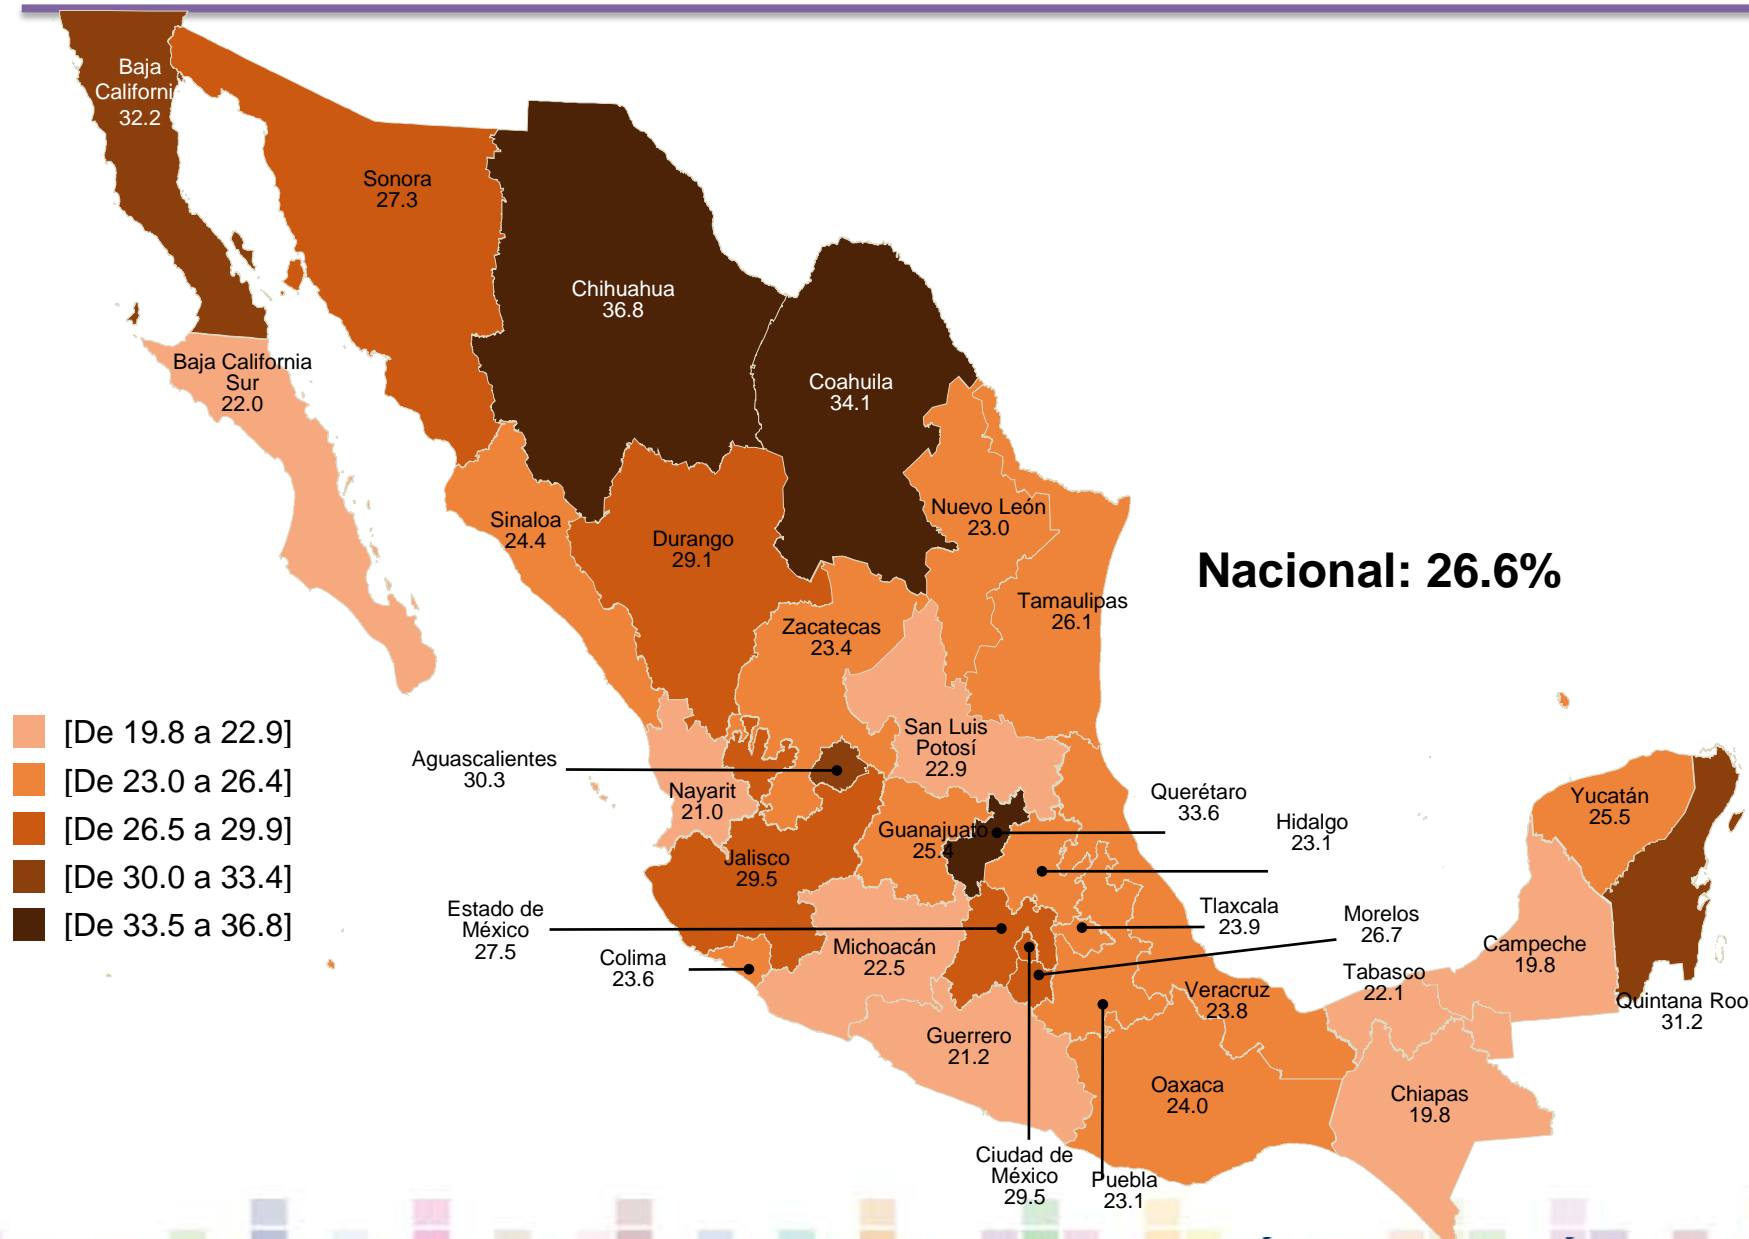 Baja
Californi
32.2
Sonora
27.3
Chihuahua
36.8
Coahuila
34.1
Baja California
Sur
22.0
Nuevo León
23.0
Sinaloa
24.4
Durango
29.1
Nacional: 26.6%
Tamaulipas
26.1
Zacatecas
23.4
San Luis
Potosí
22.9
Aguascalientes
30.3
Nayarit
21.0
Querétaro
33.6
Yucatán
25.5
Hidalgo
23.1
Guanajuato
25.4
Jalisco
29.5
Estado de
México
27.5
Tlaxcala
23.9
Morelos
26.7
Colima
23.6
Michoacán
22.5
Campeche
19.8
Tabasco
22.1
Veracruz
23.8
Quintana Roo
31.2
Guerrero
21.2
Oaxaca
24.0
Chiapas
19.8
Ciudad de
México
29.5
Puebla
23.1
[De 19.8 a 22.9]
[De 23.0 a 26.4]
[De 26.5 a 29.9]
[De 30.0 a 33.4]
[De 33.5 a 36.8]